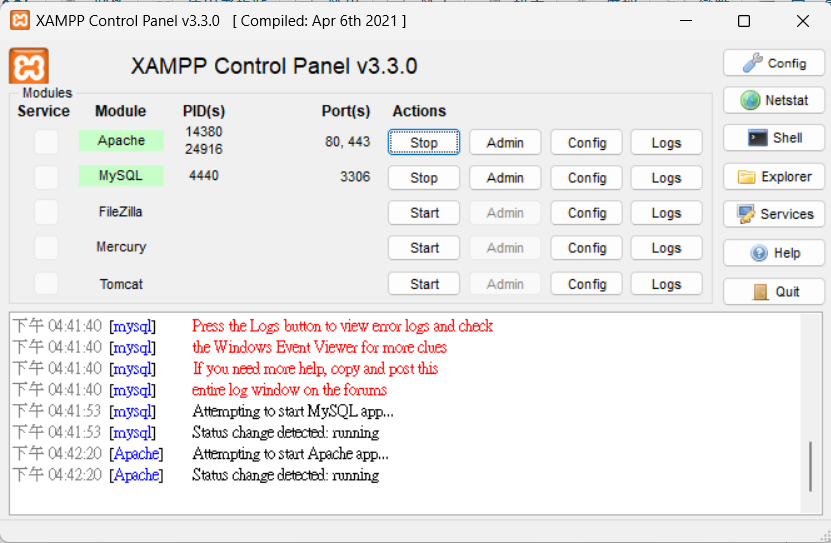 XAMPP Control Panel v3.3.0 [ Compiled: Apr 6th 2021 ]
XAMPP Control Panel v3.3.0
Config
Modules
Service Module PID(s) Port(s) Actions
Netstat
Apache 14380 24916 80, 443 Stop Admin Config Logs
Shell
MySQL 4440 3306 Stop Admin Config Logs
Explorer
FileZilla Start Admin Config Logs
Services
Mercury Start Admin Config Logs
Help
Tomcat Start Admin Config Logs
Quit
下午 04:41:40 [mysql] Press the Logs button to view error logs and check
下午 04:41:40 [mysql] the Windows Event Viewer for more clues
下午 04:41:40 [mysql] If you need more help, copy and post this
下午 04:41:40 [mysql] entire log window on the forums
下午 04:41:53 [mysql] Attempting to start MySQL app...
下午 04:41:53 [mysql] Status change detected: running
下午 04:42:20 [Apache] Attempting to start Apache app...
下午 04:42:20 [Apache] Status change detected: running